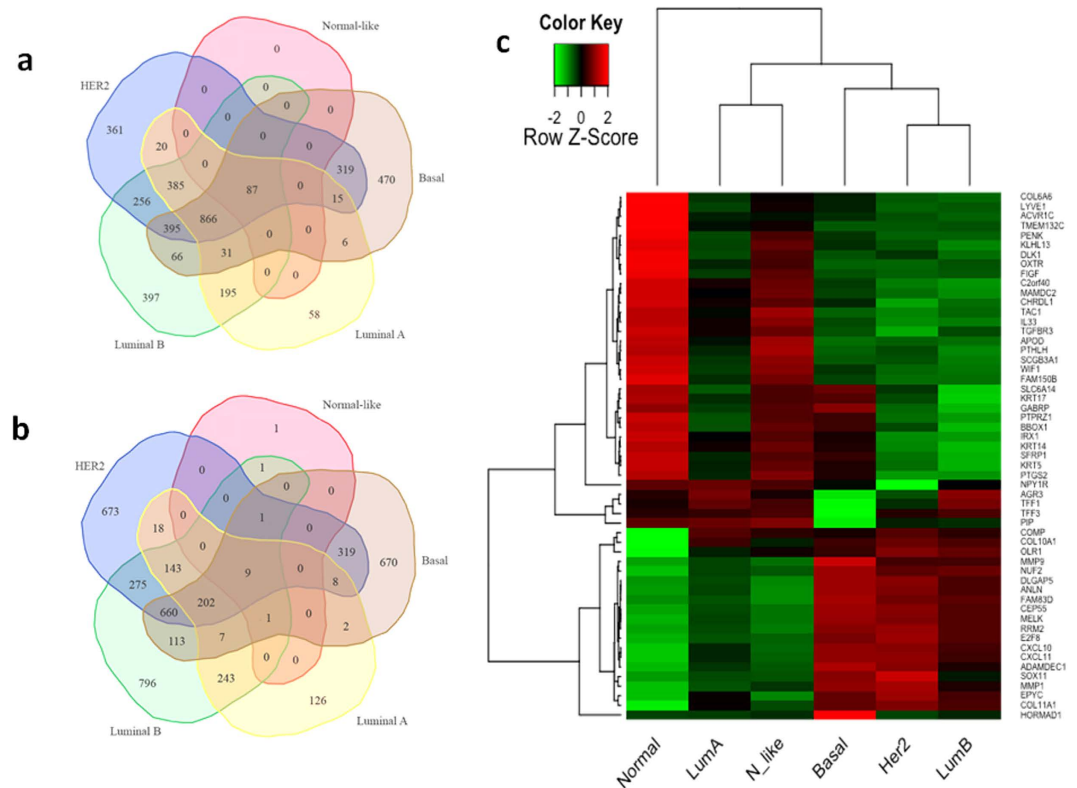 a
Normal-like
0
HER2
0
0
0
0
361
0
0
0
20
0
319
470
Basal
0
385
87
0
15
256
866
395
0
0
6
66
31
0
0
397
195
58
Luminal B
Luminal A
b
Normal-like
1
HER2
0
1
0
0
673
0
1
0
18
0
319
670
Basal
0
143
9
0
8
275
202
660
1
0
2
113
7
0
0
796
243
126
Luminal B
Luminal A
c
Color Key
-2 0 2
Row Z-Score
COL6A6
LYVE1
ACVR1C
TMEM132C
PENK
KLHL13
DLK1
OXTR
FIGF
C2orf40
MAMDC2
CHRDL1
TAC1
IL33
TGFBR3
APOD
PTHLH
SCGB3A1
WIF1
FAM150B
SLC6A14
KRT17
GABRP
PTPRZ1
BBOX1
IRX1
KRT14
SFRP1
KRT5
PTGS2
NPY1R
AGR3
TFF1
TFF3
PIP
COMP
COL10A1
OLR1
MMP9
NUF2
DLGAP5
ANLN
FAM83D
CEP55
MELK
RRM2
E2F8
CXCL10
CXCL11
ADAMDEC1
SOX11
MMP1
EPYC
COL11A1
HORMAD1
Normal LumA N_like Basal Her2 LumB